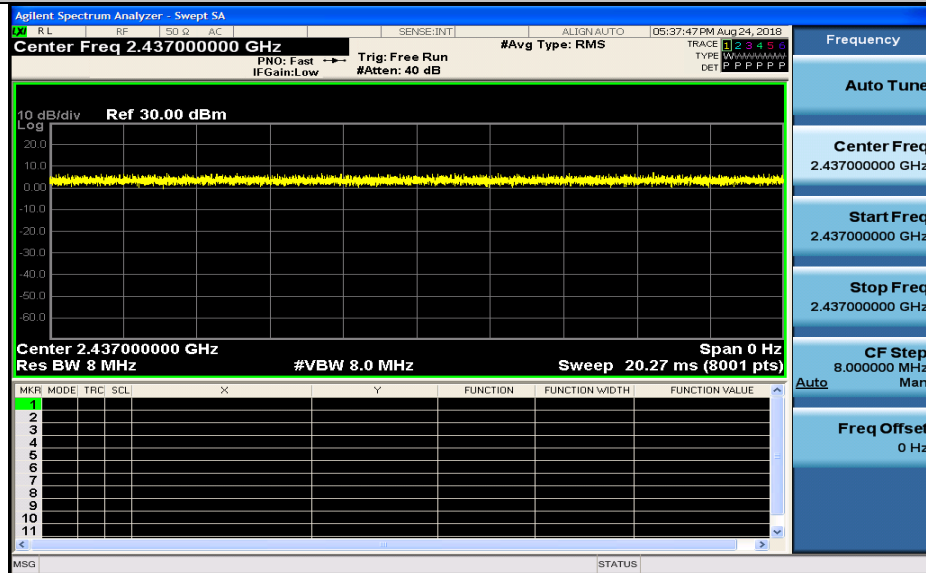 Agilent Spectrum Analyzer - Swept SA
LXI RL RF 50 Ω AC SENSE:INT ALIGN AUTO 05:37:47 PM Aug 24, 2018
Center Freq 2.437000000 GHz
PNO: Fast
IFGain:Low
Trig: Free Run
#Atten: 40 dB
#Avg Type: RMS
TRACE 1 2 3 4 5 6
TYPE W
DET P P P P P P
10 dB/div Ref 30.00 dBm
Log
20.0
10.0
0.00
-10.0
-20.0
-30.0
-40.0
-50.0
-60.0
Center 2.437000000 GHz Span 0 Hz
Res BW 8 MHz #VBW 8.0 MHz Sweep 20.27 ms (8001 pts)
MKR MODE TRC SCL X Y FUNCTION FUNCTION WIDTH FUNCTION VALUE
1
2
3
4
5
6
7
8
9
10
11
MSG STATUS
Frequency
Auto Tune
Center Freq
2.437000000 GHz
Start Freq
2.437000000 GHz
Stop Freq
2.437000000 GHz
CF Step
8.000000 MHz
Auto Man
Freq Offset
0 Hz